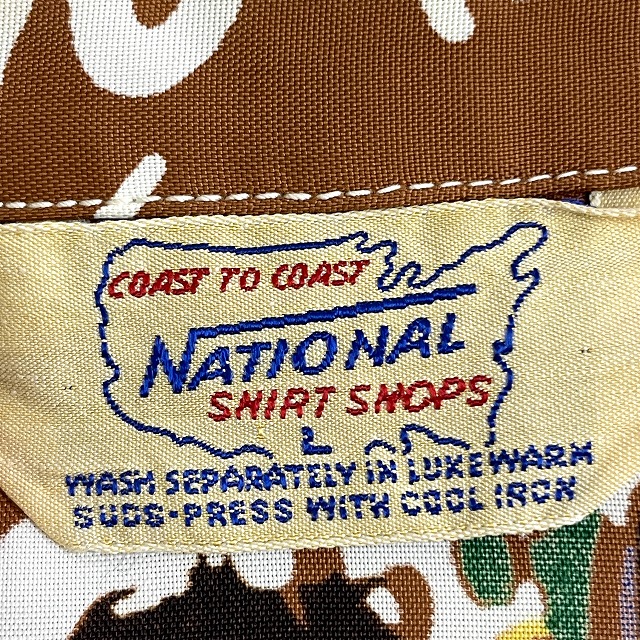 COAST TO COAST
NATIONAL
SHIRT SHOPS
L
WASH SEPARATELY IN LUKEWARM
SUDS-PRESS WITH COOL IRON